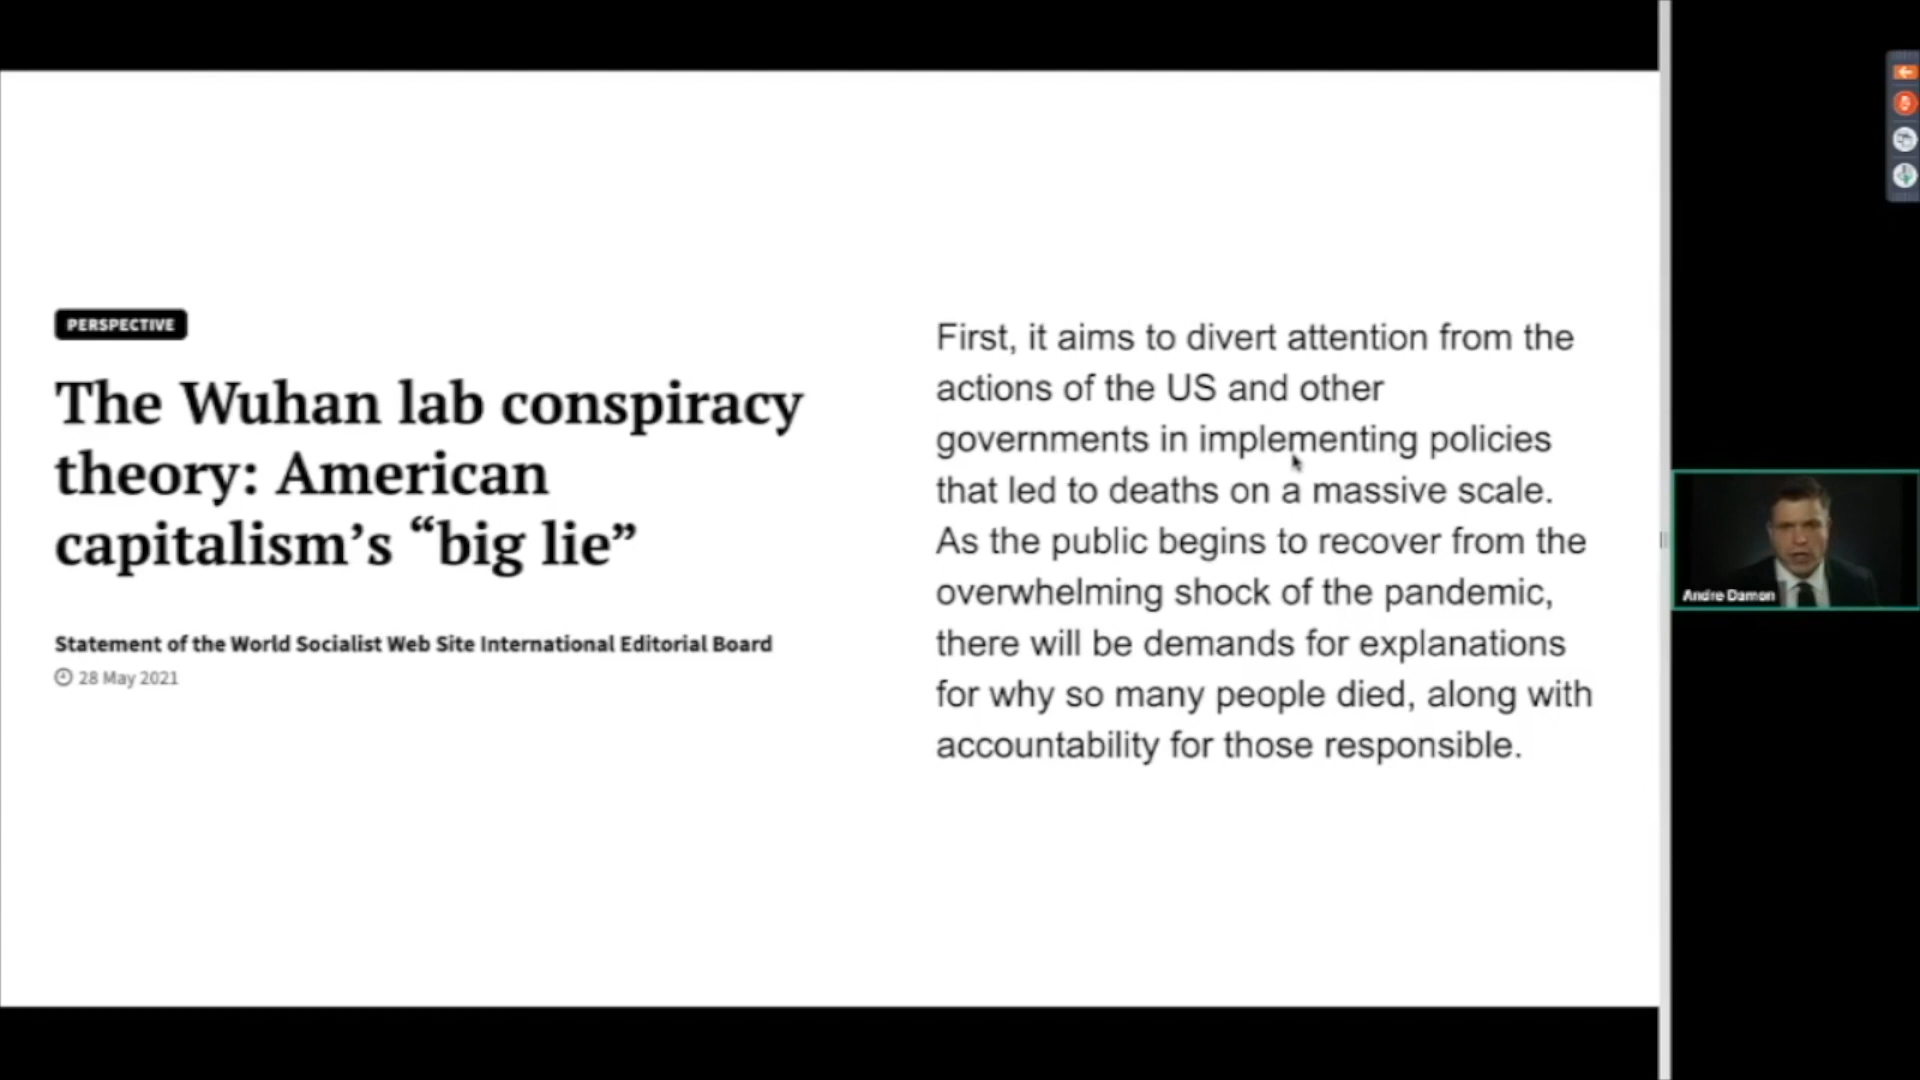 PERSPECTIVE
The Wuhan lab conspiracy
theory: American
capitalism’s “big lie”
Statement of the World Socialist Web Site International Editorial Board
28 May 2021
First, it aims to divert attention from the
actions of the US and other
governments in implementing policies
that led to deaths on a massive scale.
As the public begins to recover from the
overwhelming shock of the pandemic,
there will be demands for explanations
for why so many people died, along with
accountability for those responsible.
Andre Damon